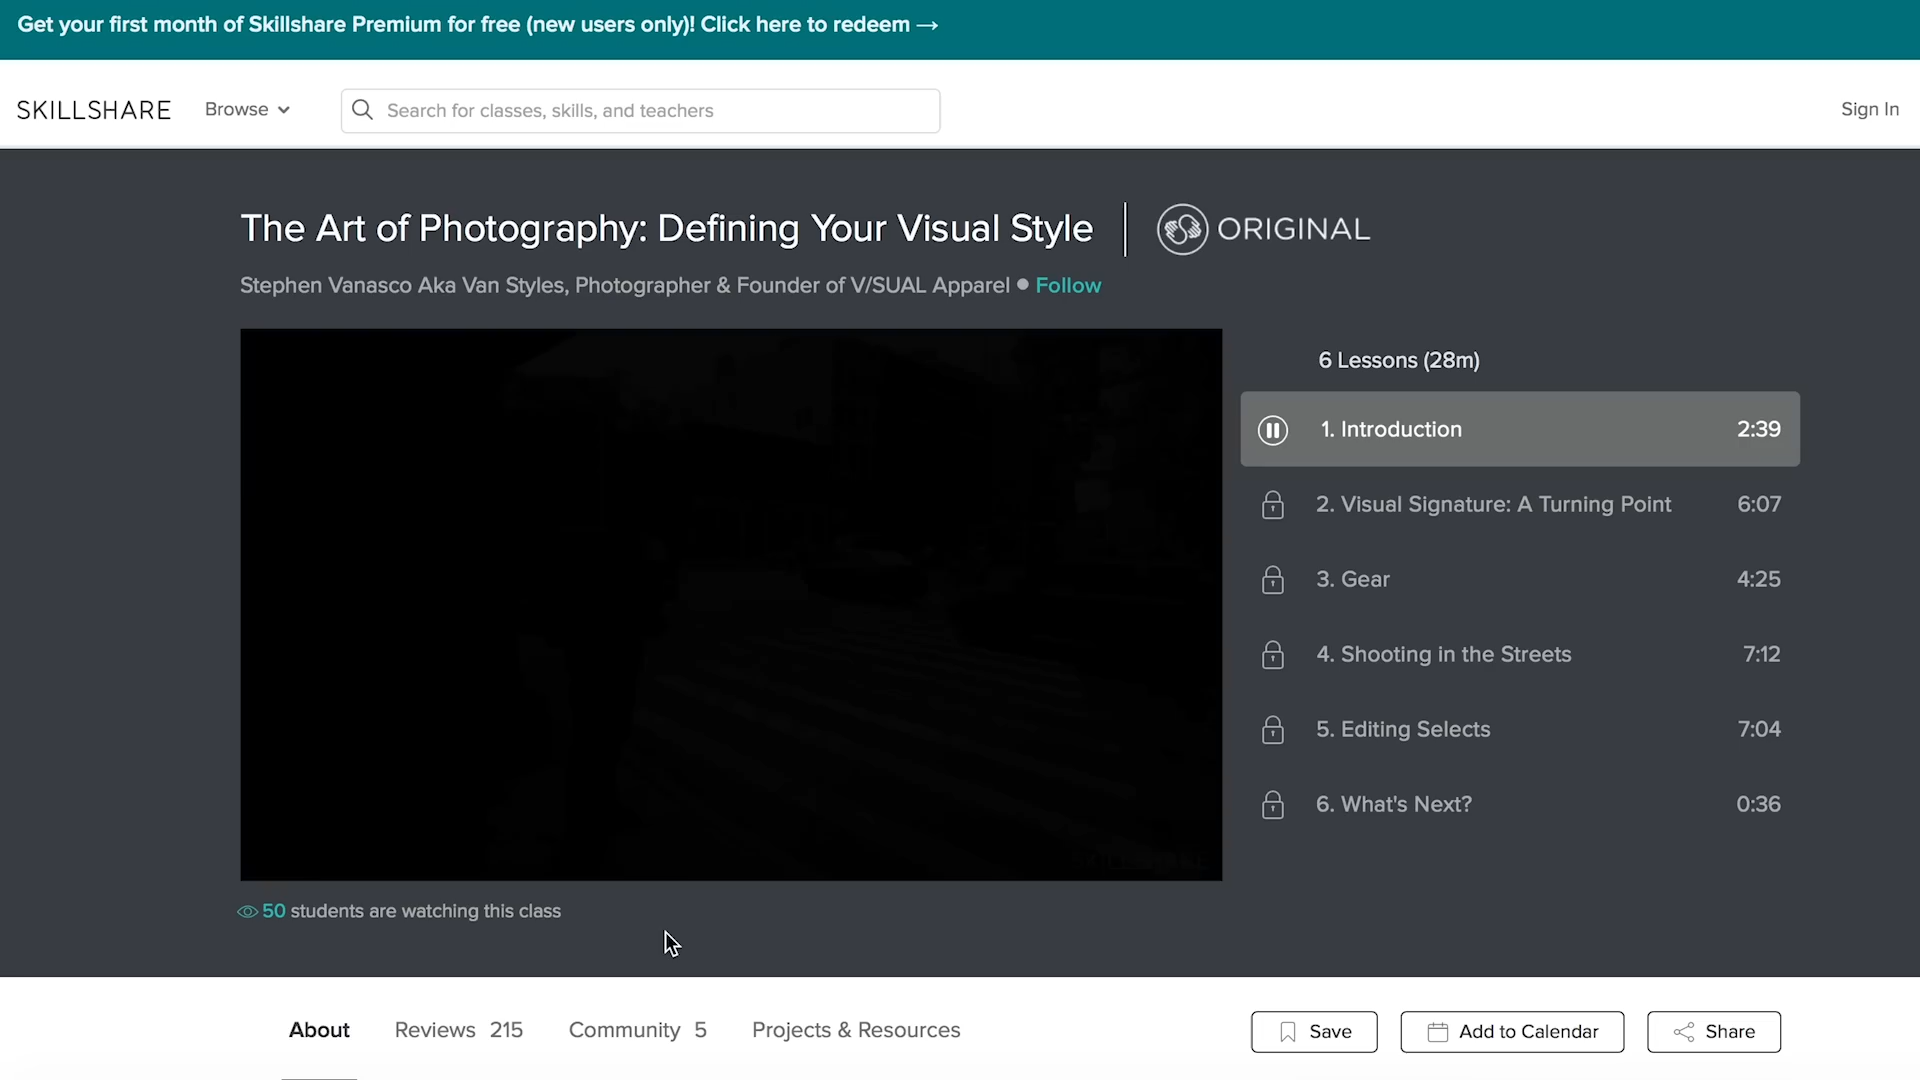 Get your first month of Skillshare Premium for free (new users only)! Click here to redeem →
SKILLSHARE Browse Search for classes, skills, and teachers Sign In
The Art of Photography: Defining Your Visual Style ORIGINAL
Stephen Vanasco Aka Van Styles, Photographer & Founder of V/SUAL Apparel • Follow
6 Lessons (28m)
1. Introduction 2:39
2. Visual Signature: A Turning Point 6:07
3. Gear 4:25
4. Shooting in the Streets 7:12
5. Editing Selects 7:04
6. What's Next? 0:36
SKILLSHARE
50 students are watching this class
About Reviews 215 Community 5 Projects & Resources Save Add to Calendar Share